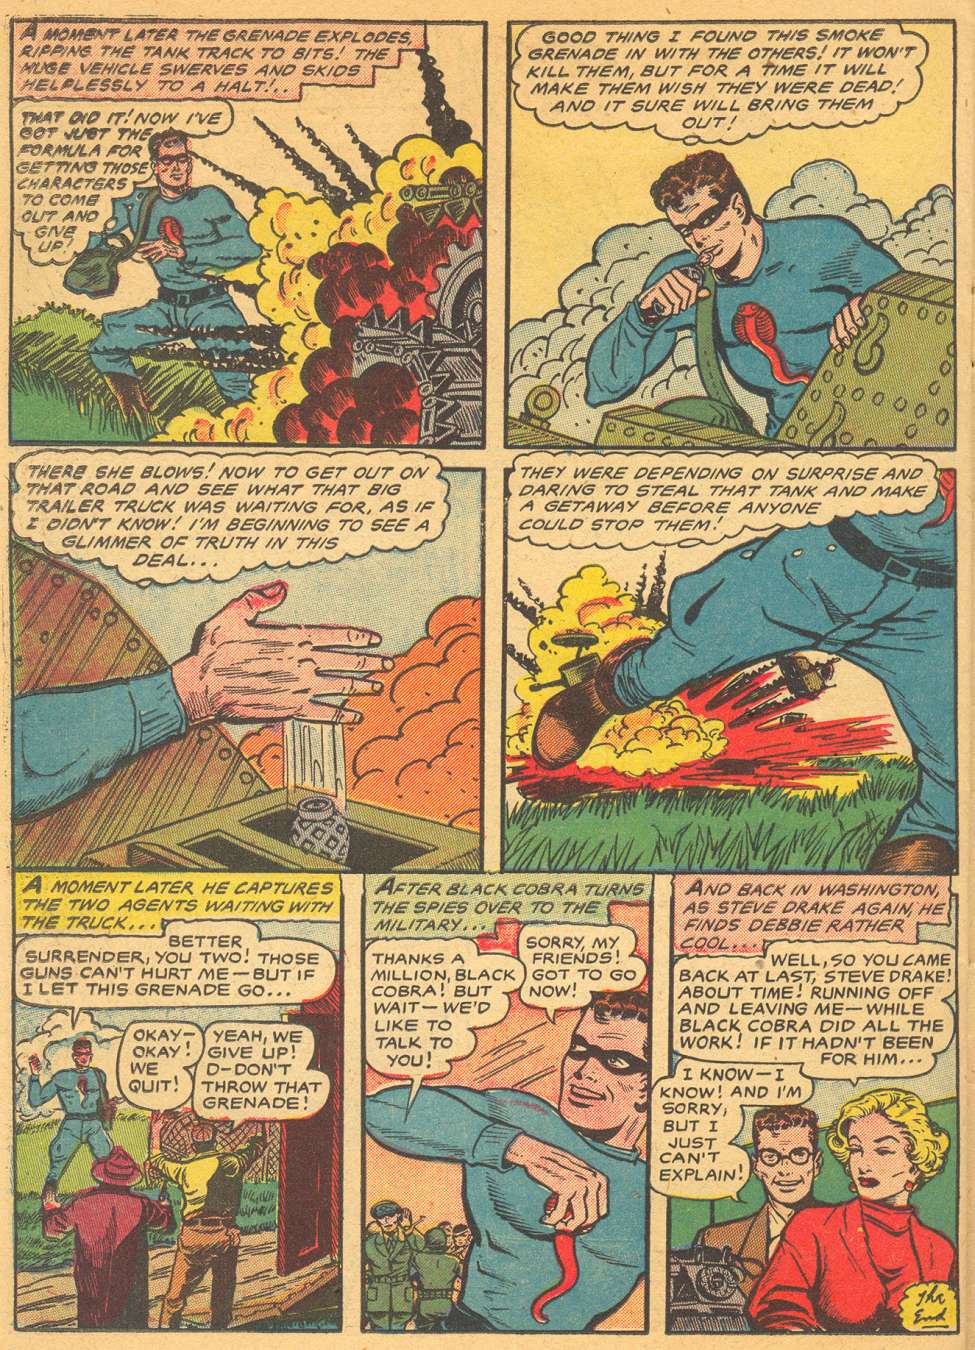 A MOMENT LATER THE GRENADE EXPLODES,
RIPPING THE TANK TRACK TO BITS! THE
HUGE VEHICLE SWERVES AND SKIDS
HELPLESSLY TO A HALT!..
THAT DID IT! NOW I'VE
GOT JUST THE
FORMULA FOR
GETTING THOSE
CHARACTERS
TO COME
OUT AND
GIVE
UP!
GOOD THING I FOUND THIS SMOKE
GRENADE IN WITH THE OTHERS! IT WON'T
KILL THEM, BUT FOR A TIME IT WILL
MAKE THEM WISH THEY WERE DEAD!
AND IT SURE WILL BRING THEM
OUT!
THERE SHE BLOWS! NOW TO GET OUT ON
THAT ROAD AND SEE WHAT THAT BIG
TRAILER TRUCK WAS WAITING FOR, AS IF
I DIDN'T KNOW! I'M BEGINNING TO SEE A
GLIMMER OF TRUTH IN THIS
DEAL...
THEY WERE DEPENDING ON SURPRISE AND
DARING TO STEAL THAT TANK AND MAKE
A GETAWAY BEFORE ANYONE
COULD STOP THEM!
A MOMENT LATER HE CAPTURES
THE TWO AGENTS WAITING WITH
THE TRUCK...
BETTER
SURRENDER, YOU TWO! THOSE
GUNS CAN'T HURT ME—BUT IF
I LET THIS GRENADE GO...
OKAY—
OKAY!
WE
QUIT!
YEAH, WE
GIVE UP!
D-DON'T
THROW THAT
GRENADE!
AFTER BLACK COBRA TURNS
THE SPIES OVER TO THE
MILITARY...
THANKS A
MILLION, BLACK
COBRA! BUT
WAIT—WE'D
LIKE TO
TALK TO
YOU!
SORRY, MY
FRIENDS!
GOT TO GO
NOW!
AND BACK IN WASHINGTON,
AS STEVE DRAKE AGAIN, HE
FINDS DEBBIE RATHER
COOL...
WELL, SO YOU CAME
BACK AT LAST, STEVE DRAKE!
ABOUT TIME! RUNNING OFF
AND LEAVING ME—WHILE
BLACK COBRA DID ALL THE
WORK! IF IT HADN'T BEEN
FOR HIM...
I KNOW—I
KNOW! AND I'M
SORRY,
BUT I
JUST
CAN'T
EXPLAIN!
The
End